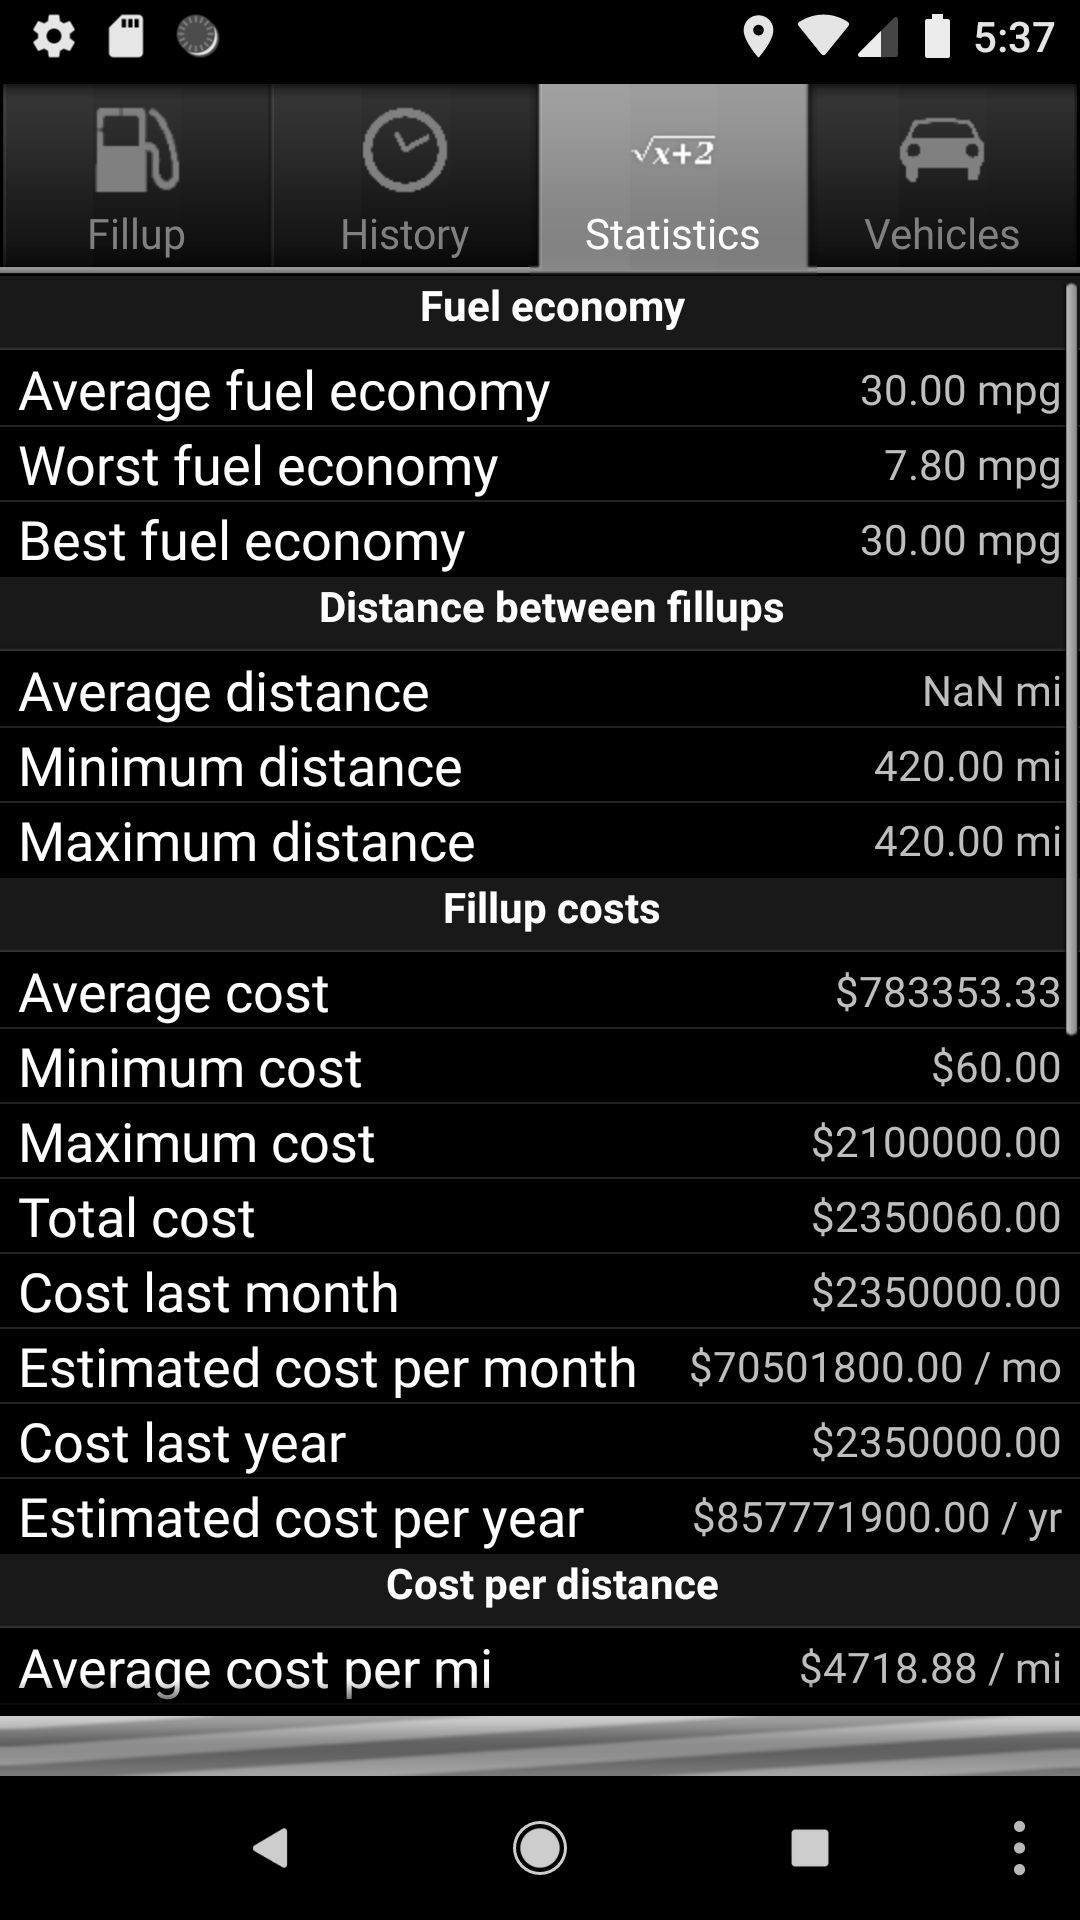 5:37
Fillup
History
√x+2
Statistics
Vehicles
Fuel economy
Average fuel economy 30.00 mpg
Worst fuel economy 7.80 mpg
Best fuel economy 30.00 mpg
Distance between fillups
Average distance NaN mi
Minimum distance 420.00 mi
Maximum distance 420.00 mi
Fillup costs
Average cost $783353.33
Minimum cost $60.00
Maximum cost $2100000.00
Total cost $2350060.00
Cost last month $2350000.00
Estimated cost per month $70501800.00 / mo
Cost last year $2350000.00
Estimated cost per year $857771900.00 / yr
Cost per distance
Average cost per mi $4718.88 / mi